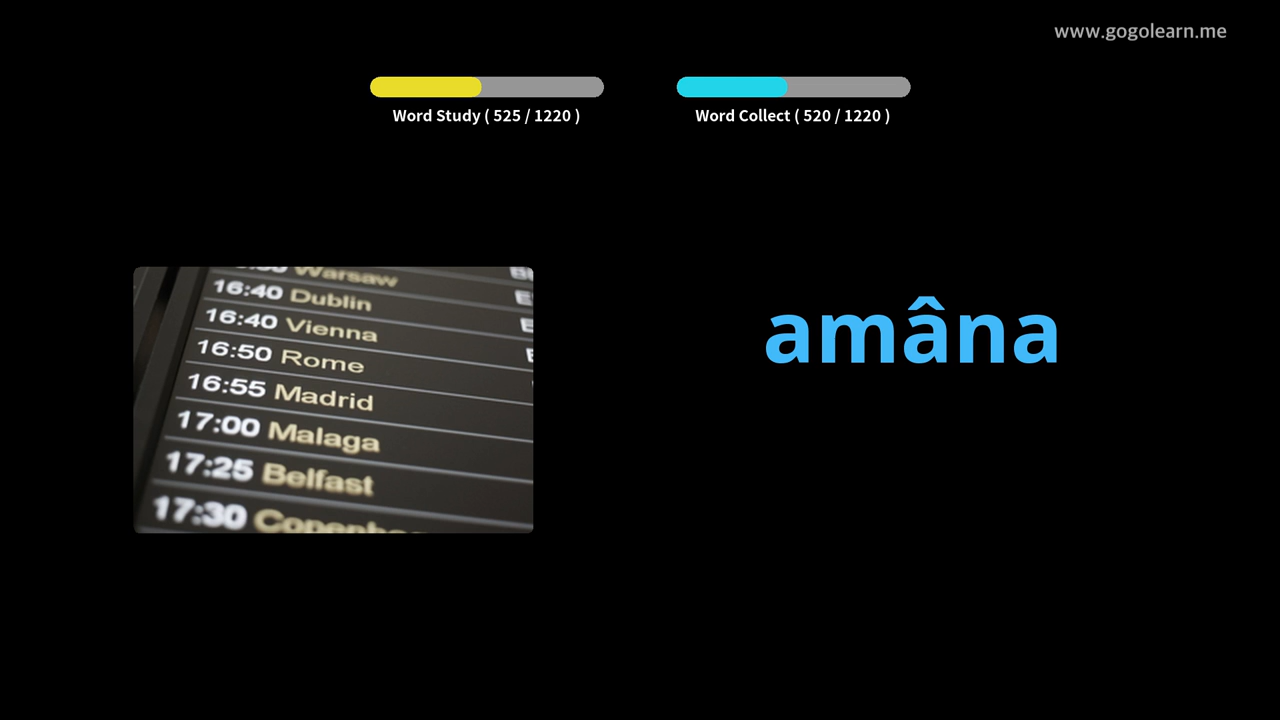 www.gogolearn.me
Word Study ( 525 / 1220 )
Word Collect ( 520 / 1220 )
Warsaw
16:40 Dublin
16:40 Vienna
16:50 Rome
16:55 Madrid
17:00 Malaga
17:25 Belfast
17:30
amâna